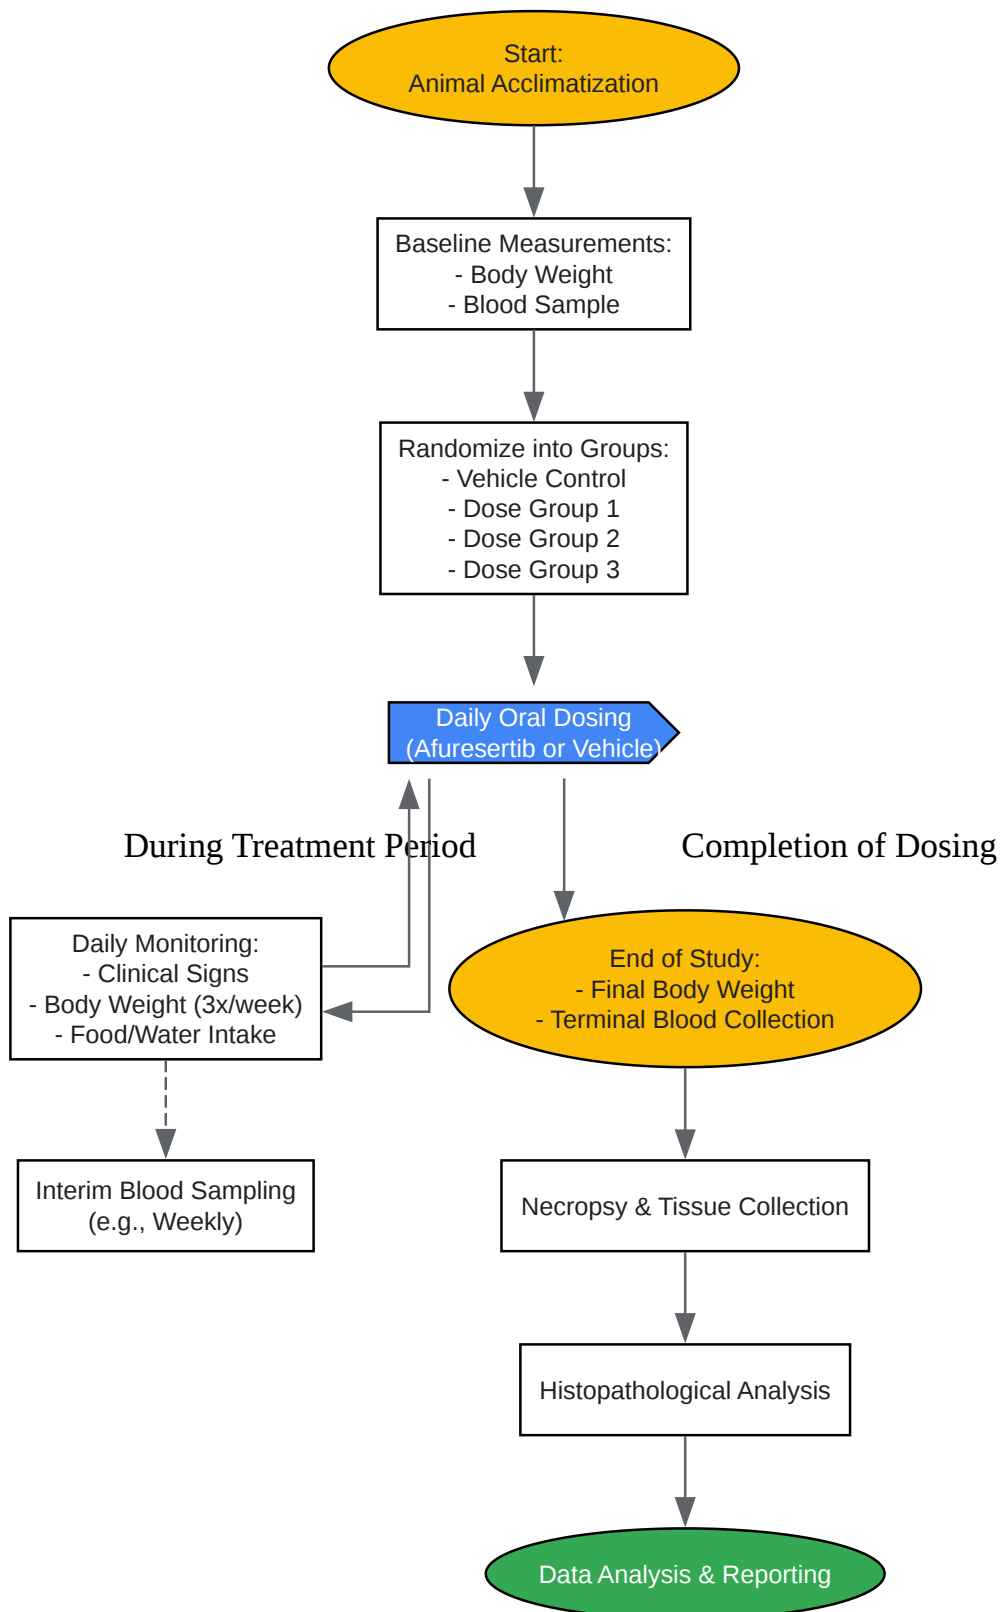 Start:
Animal Acclimatization
Baseline Measurements:
- Body Weight
- Blood Sample
Randomize into Groups:
- Vehicle Control
- Dose Group 1
- Dose Group 2
- Dose Group 3
Daily Oral Dosing
(Afuresertib or Vehicle)
During Treatment Period
Completion of Dosing
Daily Monitoring:
- Clinical Signs
- Body Weight (3x/week)
- Food/Water Intake
End of Study:
- Final Body Weight
- Terminal Blood Collection
Interim Blood Sampling
(e.g., Weekly)
Necropsy & Tissue Collection
Histopathological Analysis
Data Analysis & Reporting